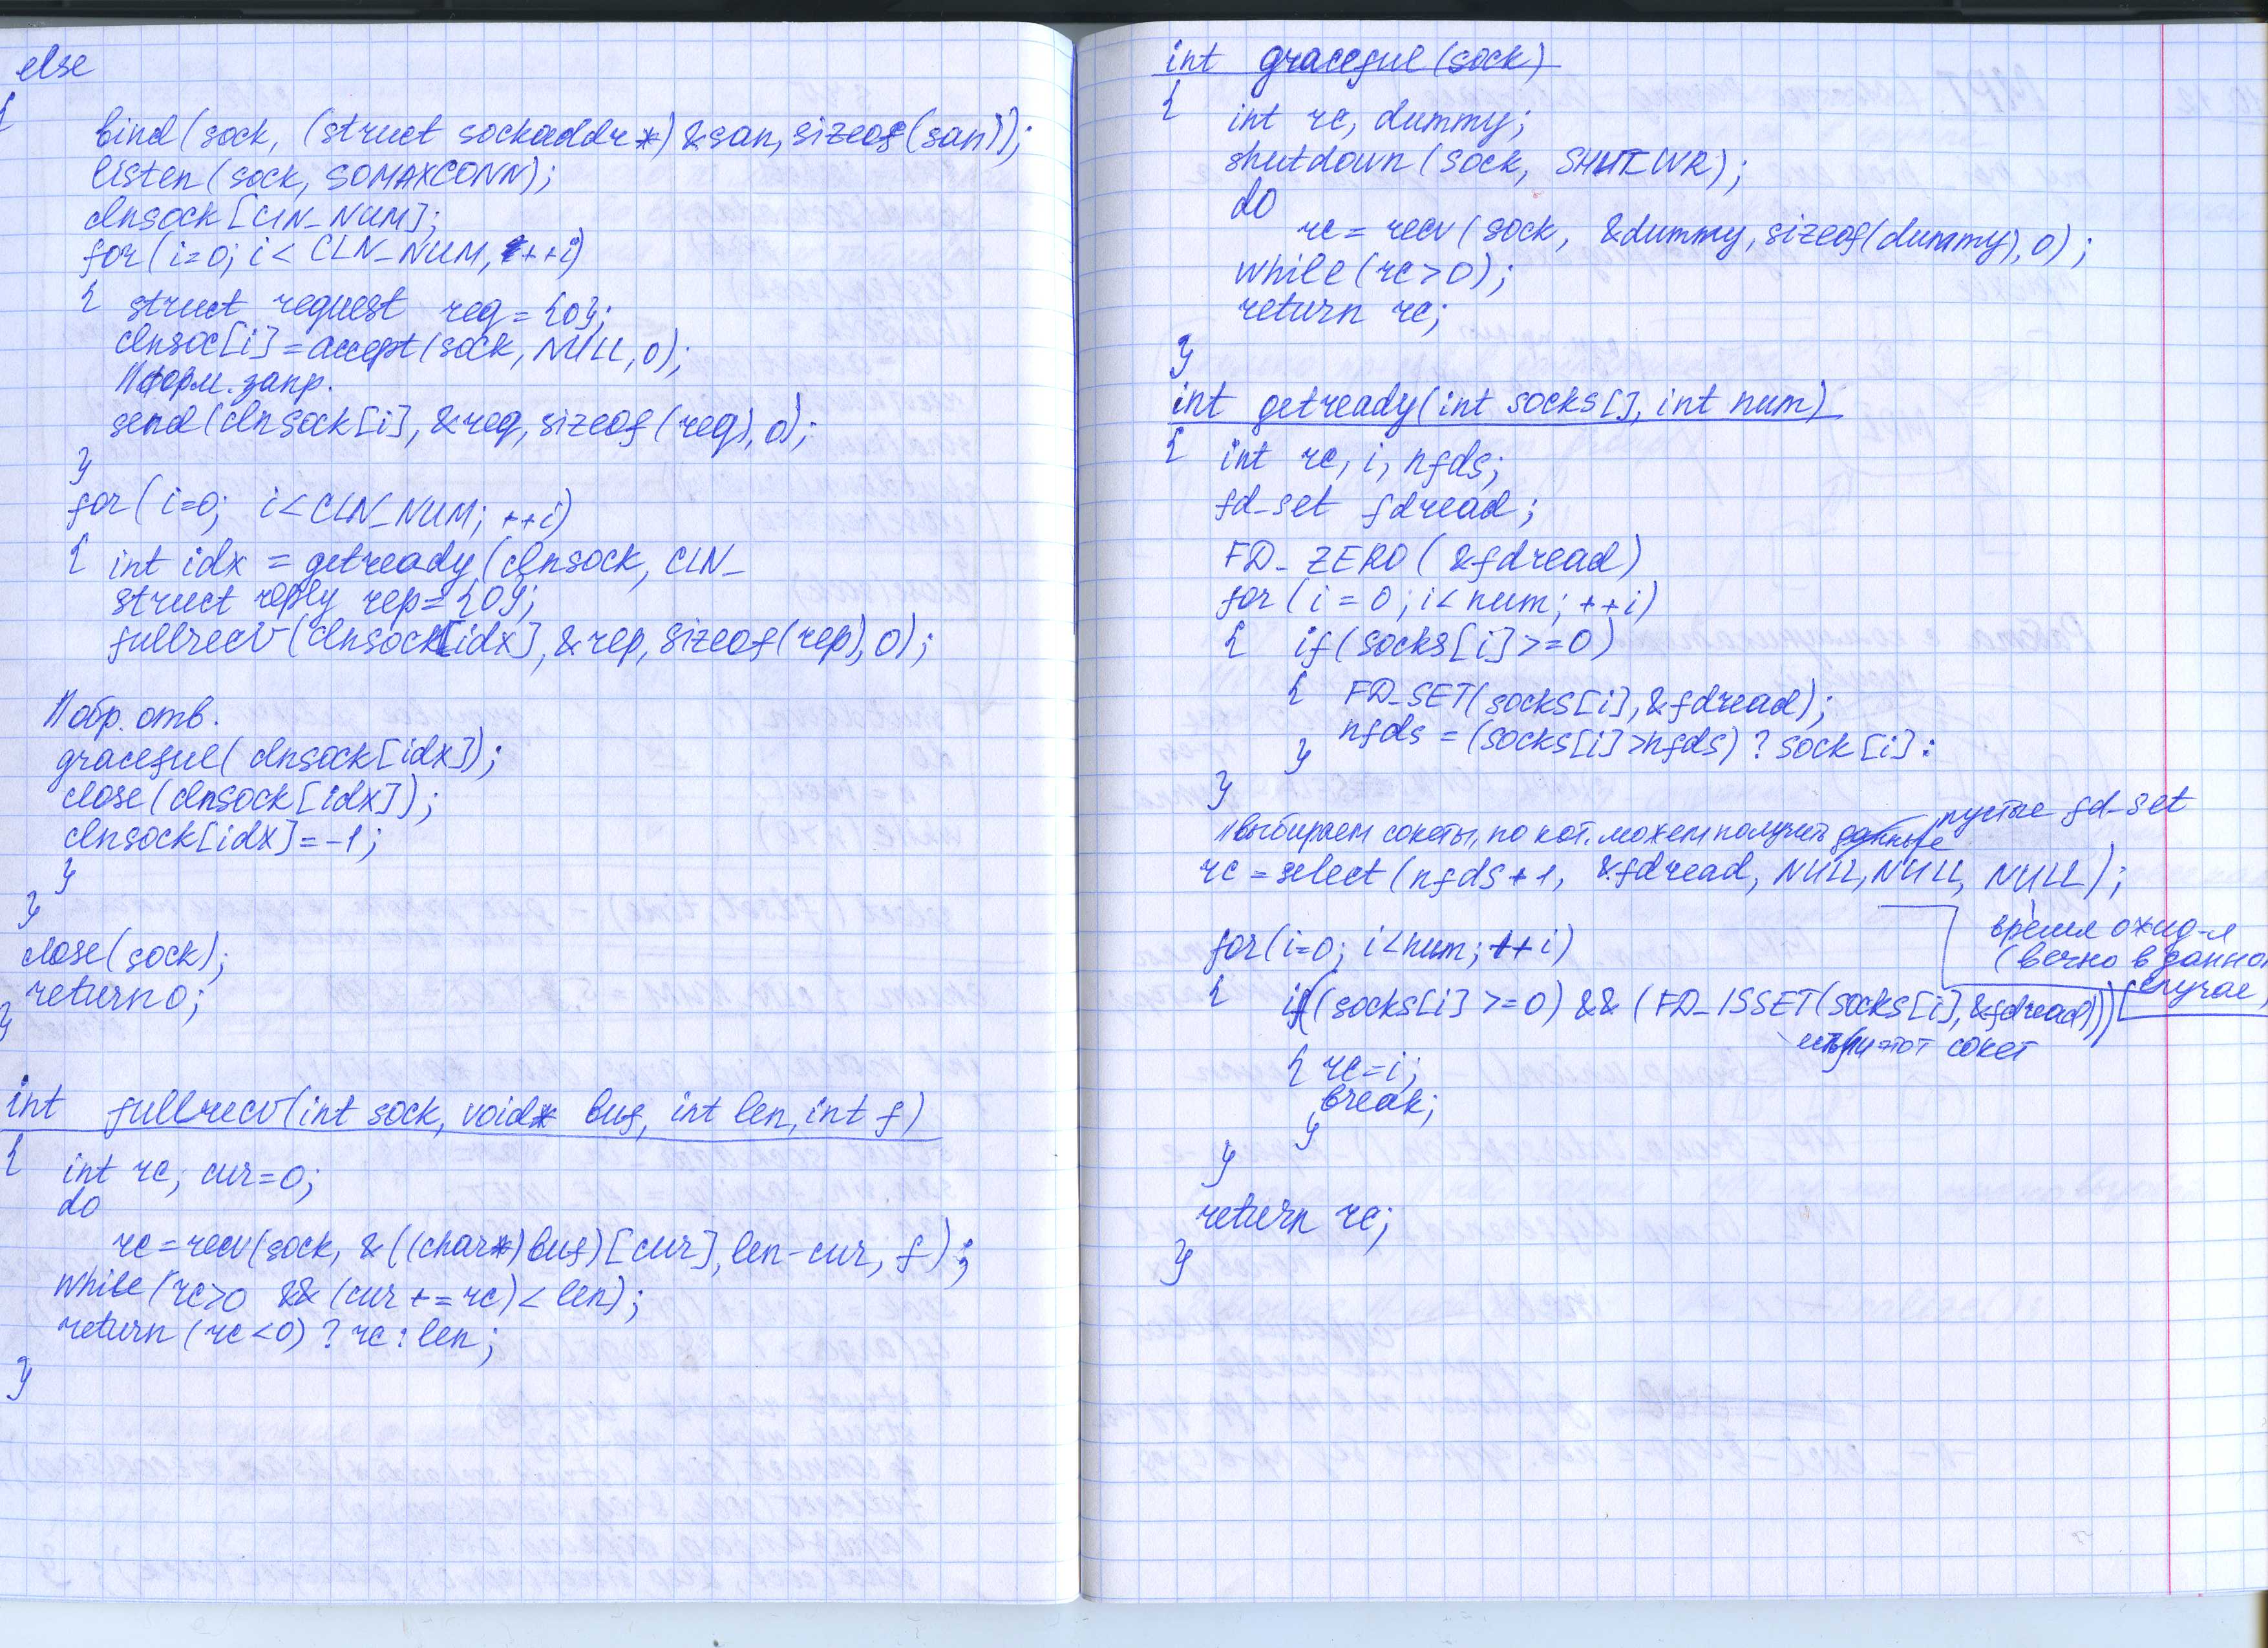 else
{
bind(sock, (struct sockaddr*)&san, sizeof(san));
listen(sock, SOMAXCONN);
clnsock[ClN_NUM];
for(i=0; i< CLN_NUM, ++i)
{ struct request req={0};
clnsoc[i]=accept(sock, NULL, 0);
//форм. запр.
send(clnsock[i], &req, sizeof(req), 0);
}
for(i=0; i<CLN_NUM; ++i)
{ int idx = getready(clnsock, CLN_
struct reply rep={0};
fullrecv(clnsock[idx], &rep, sizeof(rep), 0);
//обр. отв.
graceful(clnsock[idx]);
close(clnsock[idx]);
clnsock[idx]=-1;
}
}
close(sock);
return 0;
}
int fullrecv(int sock, void* buf, int len, int f)
{ int rc, cur=0;
do
rc=recv(sock, &((char*)buf)[cur], len-cur, f);
while(rc>0 && (cur+=rc)<len);
return (rc<0)?rc:len;
}
int graceful(sock)
{ int rc, dummy;
shutdown(sock, SHUT_WR);
do
rc=recv(sock, &dummy, sizeof(dummy), 0);
while(rc>0);
return rc;
}
int getready(int socks[], int num)
{ int rc, i, nfds;
fd_set fdread;
FD_ZERO(&fdread)
for(i=0; i<num; ++i)
{ if(socks[i]>=0)
{ FD_SET(socks[i], &fdread);
nfds=(socks[i]>nfds)?sock[i]:
}
}
//выбираем сокеты, по кот. можем получить данные пустые fd_set
rc=select(nfds+1, &fdread, NULL, NULL, NULL);
время ожид-я
(вечно в данном
случае)
for(i=0; i<num; ++i)
{ if((socks[i]>=0)&&(FD_ISSET(socks[i],&fdread)))
этот сокет
{ rc=i;
break;
}
}
return rc;
}